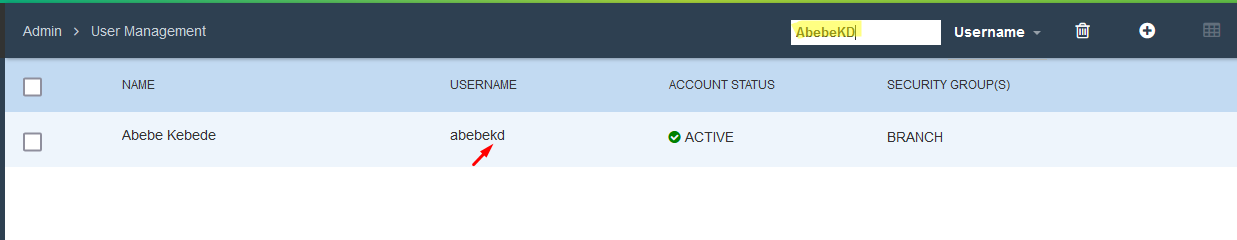 Admin > User Management AbebeKD Username
NAME USERNAME ACCOUNT STATUS SECURITY GROUP(S)
Abebe Kebede abebekd ACTIVE BRANCH